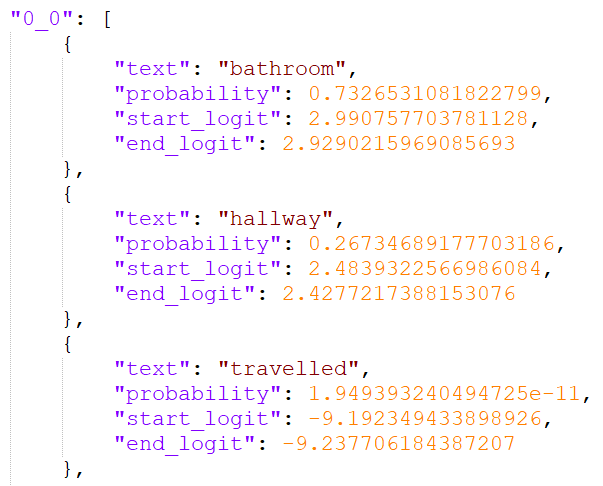 "0_0": [
{
"text": "bathroom",
"probability": 0.7326531081822799,
"start_logit": 2.990757703781128,
"end_logit": 2.9290215969085693
},
{
"text": "hallway",
"probability": 0.26734689177703186,
"start_logit": 2.4839322566986084,
"end_logit": 2.4277217388153076
},
{
"text": "travelled",
"probability": 1.949393240494725e-11,
"start_logit": -9.192349433898926,
"end_logit": -9.237706184387207
},